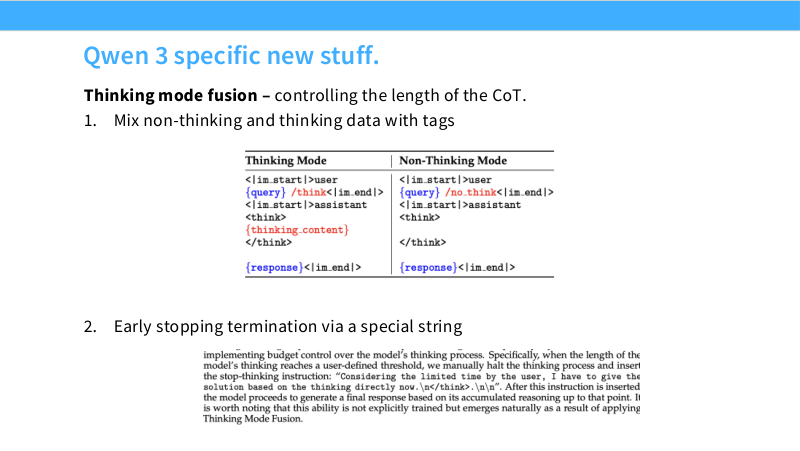 Qwen 3 specific new stuff.
Thinking mode fusion – controlling the length of the CoT.
1. Mix non-thinking and thinking data with tags
Thinking Mode
<|im_start|>user
{query} /think<|im_end|>
<|im_start|>assistant
<think>
{thinking_content}
</think>
{response}<|im_end|>
Non-Thinking Mode
<|im_start|>user
{query} /no_think<|im_end|>
<|im_start|>assistant
<think>
</think>
{response}<|im_end|>
2. Early stopping termination via a special string
implementing budget control over the model's thinking process. Specifically, when the length of the
model's thinking reaches a user-defined threshold, we manually halt the thinking process and insert
the stop-thinking instruction: "Considering the limited time by the user, I have to give the
solution based on the thinking directly now.\n</think>.\n\n". After this instruction is inserted
the model proceeds to generate a final response based on its accumulated reasoning up to that point. It
is worth noting that this ability is not explicitly trained but emerges naturally as a result of applying
Thinking Mode Fusion.